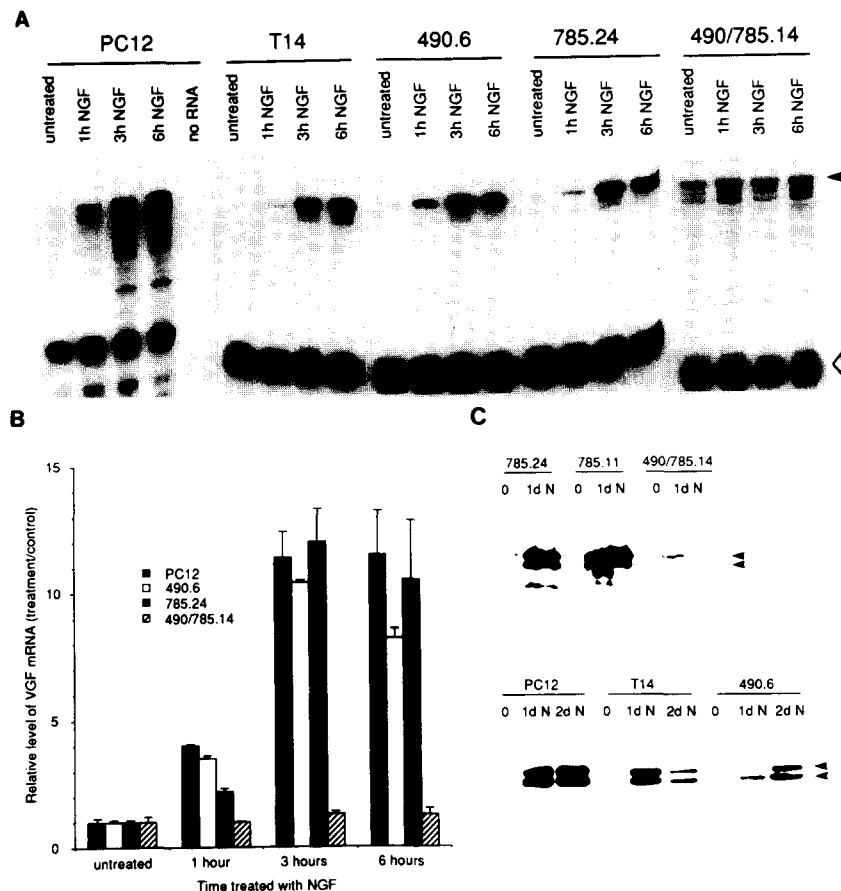 A
PC12 T14 490.6 785.24 490/785.14
untreated 1h NGF 3h NGF 6h NGF no RNA untreated 1h NGF 3h NGF 6h NGF untreated 1h NGF 3h NGF 6h NGF untreated 1h NGF 3h NGF 6h NGF untreated 1h NGF 3h NGF 6h NGF
B
Relative level of VGF mRNA (treatment/control)
15
10
5
0
PC12
490.6
785.24
490/785.14
untreated 1 hour 3 hours 6 hours
Time treated with NGF
C
785.24 785.11 490/785.14
0 1d N 0 1d N 0 1d N
PC12 T14 490.6
0 1d N 2d N 0 1d N 2d N 0 1d N 2d N